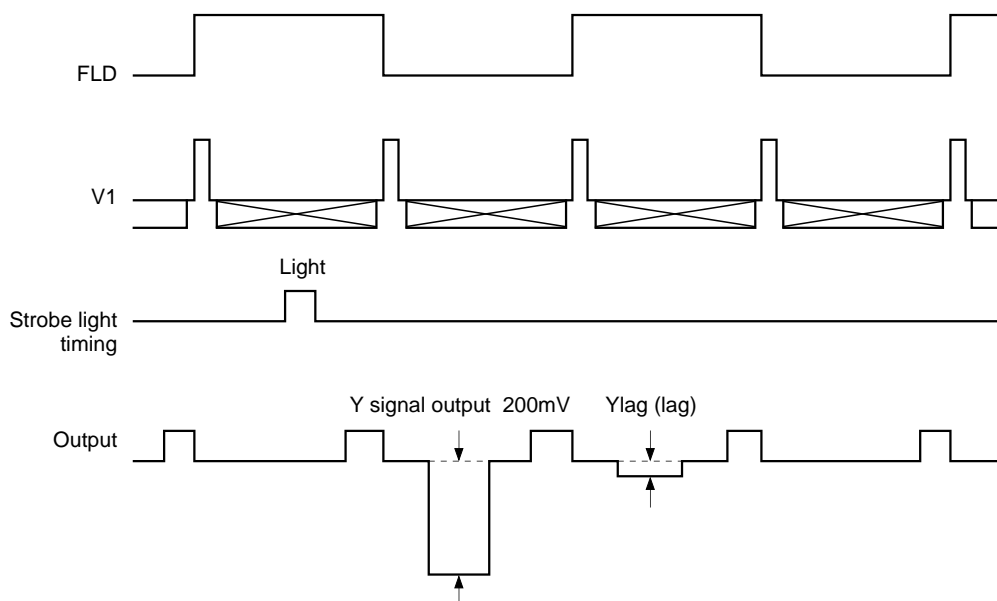 FLD
V1
Light
Strobe light
timing
Y signal output 200mV
Ylag (lag)
Output